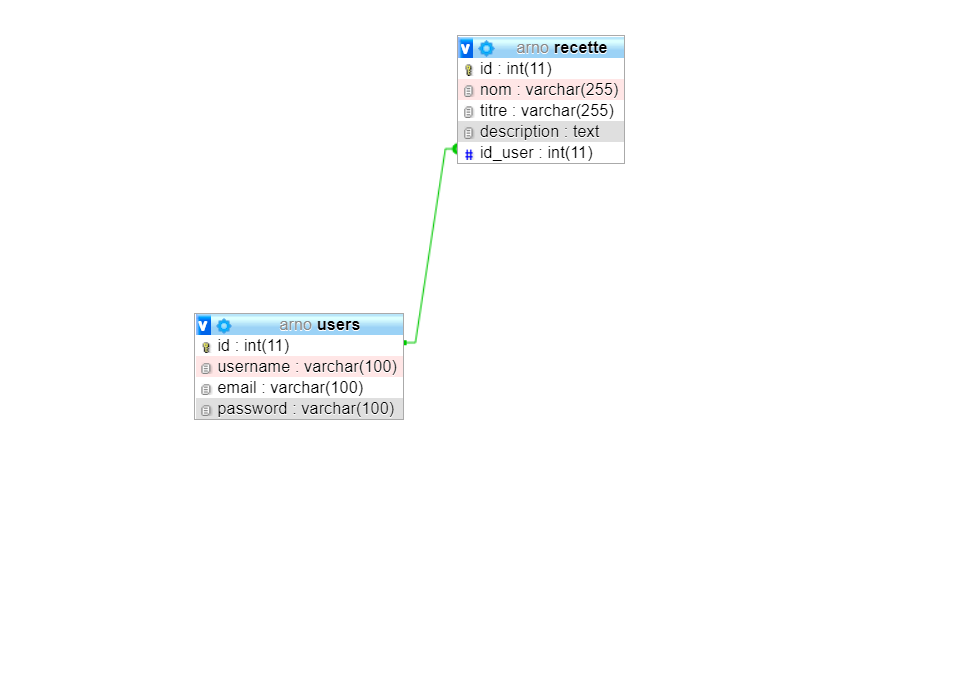 v arno recette
id : int(11)
nom : varchar(255)
titre : varchar(255)
description : text
# id_user : int(11)
v arno users
id : int(11)
username : varchar(100)
email : varchar(100)
password : varchar(100)